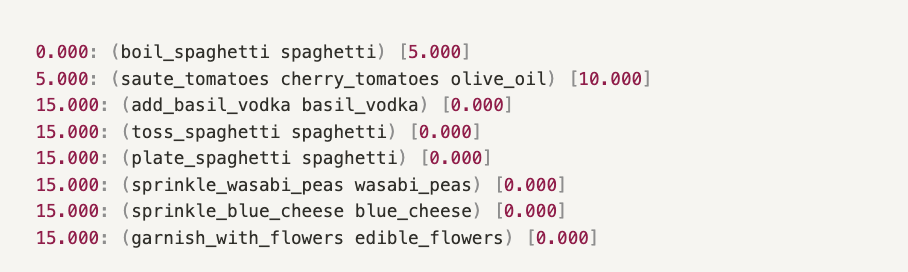 0.000: (boil_spaghetti spaghetti) [5.000]
5.000: (saute_tomatoes cherry_tomatoes olive_oil) [10.000]
15.000: (add_basil_vodka basil_vodka) [0.000]
15.000: (toss_spaghetti spaghetti) [0.000]
15.000: (plate_spaghetti spaghetti) [0.000]
15.000: (sprinkle_wasabi_peas wasabi_peas) [0.000]
15.000: (sprinkle_blue_cheese blue_cheese) [0.000]
15.000: (garnish_with_flowers edible_flowers) [0.000]